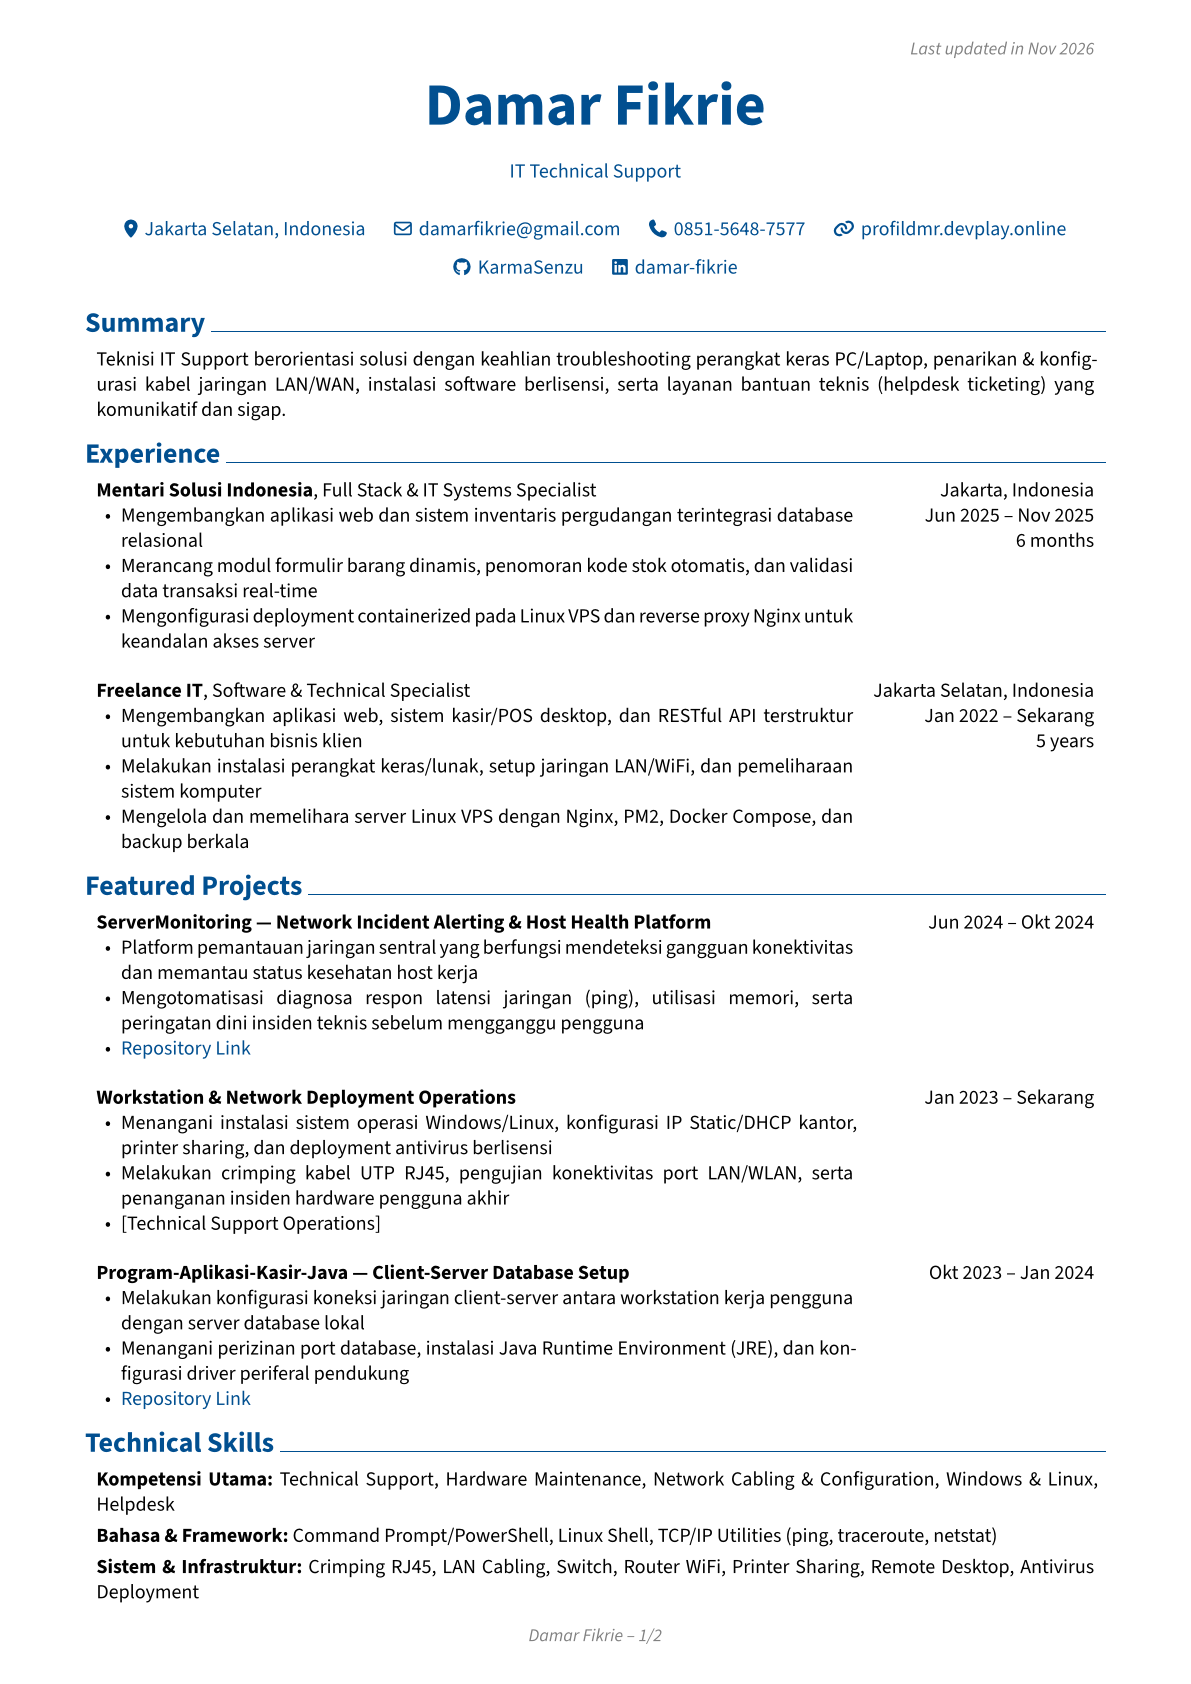 Last updated in Nov 2026
Damar Fikrie
IT Technical Support
Jakarta Selatan, Indonesia damarfikrie@gmail.com 0851-5648-7577 profildmr.devplay.online
KarmaSenzu damar-fikrie
Summary
Teknisi IT Support berorientasi solusi dengan keahlian troubleshooting perangkat keras PC/Laptop, penarikan & konfig-
urasi kabel jaringan LAN/WAN, instalasi software berlisensi, serta layanan bantuan teknis (helpdesk ticketing) yang
komunikatif dan sigap.
Experience
Mentari Solusi Indonesia, Full Stack & IT Systems Specialist Jakarta, Indonesia
• Mengembangkan aplikasi web dan sistem inventaris pergudangan terintegrasi database Jun 2025 – Nov 2025
relasional 6 months
• Merancang modul formulir barang dinamis, penomoran kode stok otomatis, dan validasi
data transaksi real-time
• Mengonfigurasi deployment containerized pada Linux VPS dan reverse proxy Nginx untuk
keandalan akses server
Freelance IT, Software & Technical Specialist Jakarta Selatan, Indonesia
• Mengembangkan aplikasi web, sistem kasir/POS desktop, dan RESTful API terstruktur Jan 2022 – Sekarang
untuk kebutuhan bisnis klien 5 years
• Melakukan instalasi perangkat keras/lunak, setup jaringan LAN/WiFi, dan pemeliharaan
sistem komputer
• Mengelola dan memelihara server Linux VPS dengan Nginx, PM2, Docker Compose, dan
backup berkala
Featured Projects
ServerMonitoring — Network Incident Alerting & Host Health Platform Jun 2024 – Okt 2024
• Platform pemantauan jaringan sentral yang berfungsi mendeteksi gangguan konektivitas
dan memantau status kesehatan host kerja
• Mengotomatisasi diagnosa respon latensi jaringan (ping), utilisasi memori, serta
peringatan dini insiden teknis sebelum mengganggu pengguna
• Repository Link
Workstation & Network Deployment Operations Jan 2023 – Sekarang
• Menangani instalasi sistem operasi Windows/Linux, konfigurasi IP Static/DHCP kantor,
printer sharing, dan deployment antivirus berlisensi
• Melakukan crimping kabel UTP RJ45, pengujian konektivitas port LAN/WLAN, serta
penanganan insiden hardware pengguna akhir
• [Technical Support Operations]
Program-Aplikasi-Kasir-Java — Client-Server Database Setup Okt 2023 – Jan 2024
• Melakukan konfigurasi koneksi jaringan client-server antara workstation kerja pengguna
dengan server database lokal
• Menangani perizinan port database, instalasi Java Runtime Environment (JRE), dan kon-
figurasi driver periferal pendukung
• Repository Link
Technical Skills
Kompetensi Utama: Technical Support, Hardware Maintenance, Network Cabling & Configuration, Windows & Linux,
Helpdesk
Bahasa & Framework: Command Prompt/PowerShell, Linux Shell, TCP/IP Utilities (ping, traceroute, netstat)
Sistem & Infrastruktur: Crimping RJ45, LAN Cabling, Switch, Router WiFi, Printer Sharing, Remote Desktop, Antivirus
Deployment
Damar Fikrie – 1/2